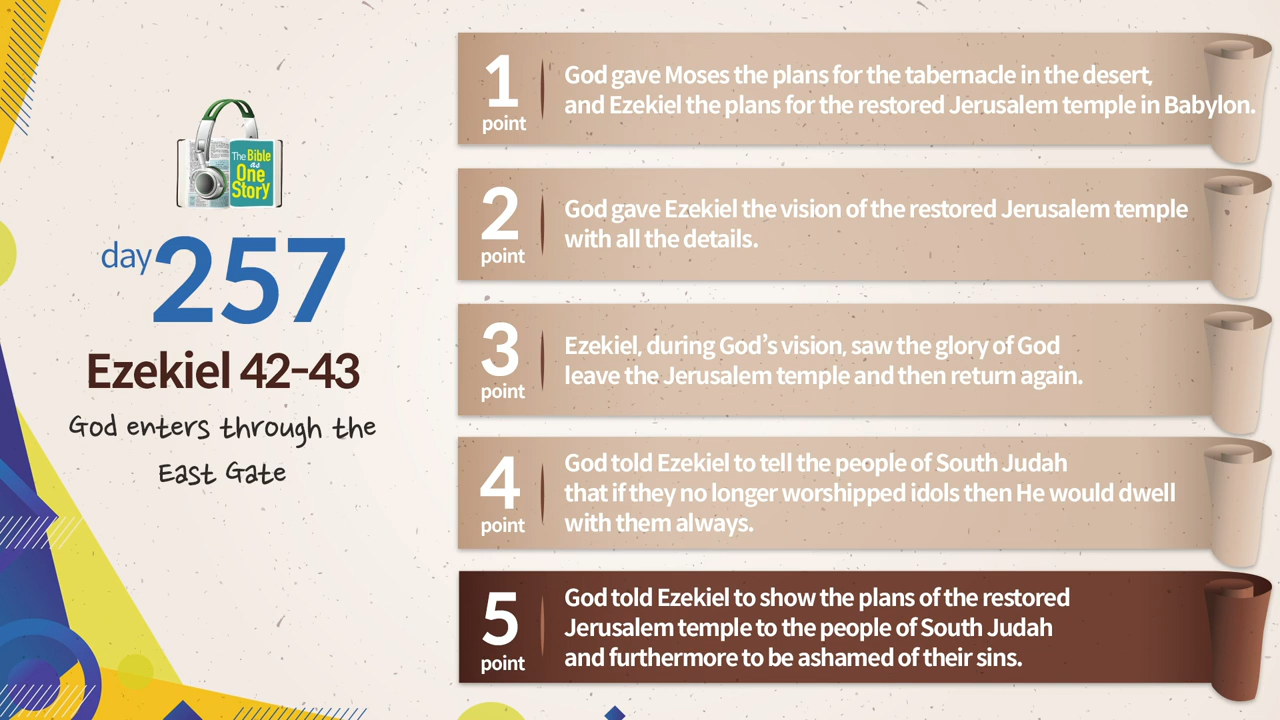 The Bible
as
One
Story
day257
Ezekiel 42-43
God enters through the
East Gate
1
point
God gave Moses the plans for the tabernacle in the desert,
and Ezekiel the plans for the restored Jerusalem temple in Babylon.
2
point
God gave Ezekiel the vision of the restored Jerusalem temple
with all the details.
3
point
Ezekiel, during God's vision, saw the glory of God
leave the Jerusalem temple and then return again.
4
point
God told Ezekiel to tell the people of South Judah
that if they no longer worshipped idols then He would dwell
with them always.
5
point
God told Ezekiel to show the plans of the restored
Jerusalem temple to the people of South Judah
and furthermore to be ashamed of their sins.